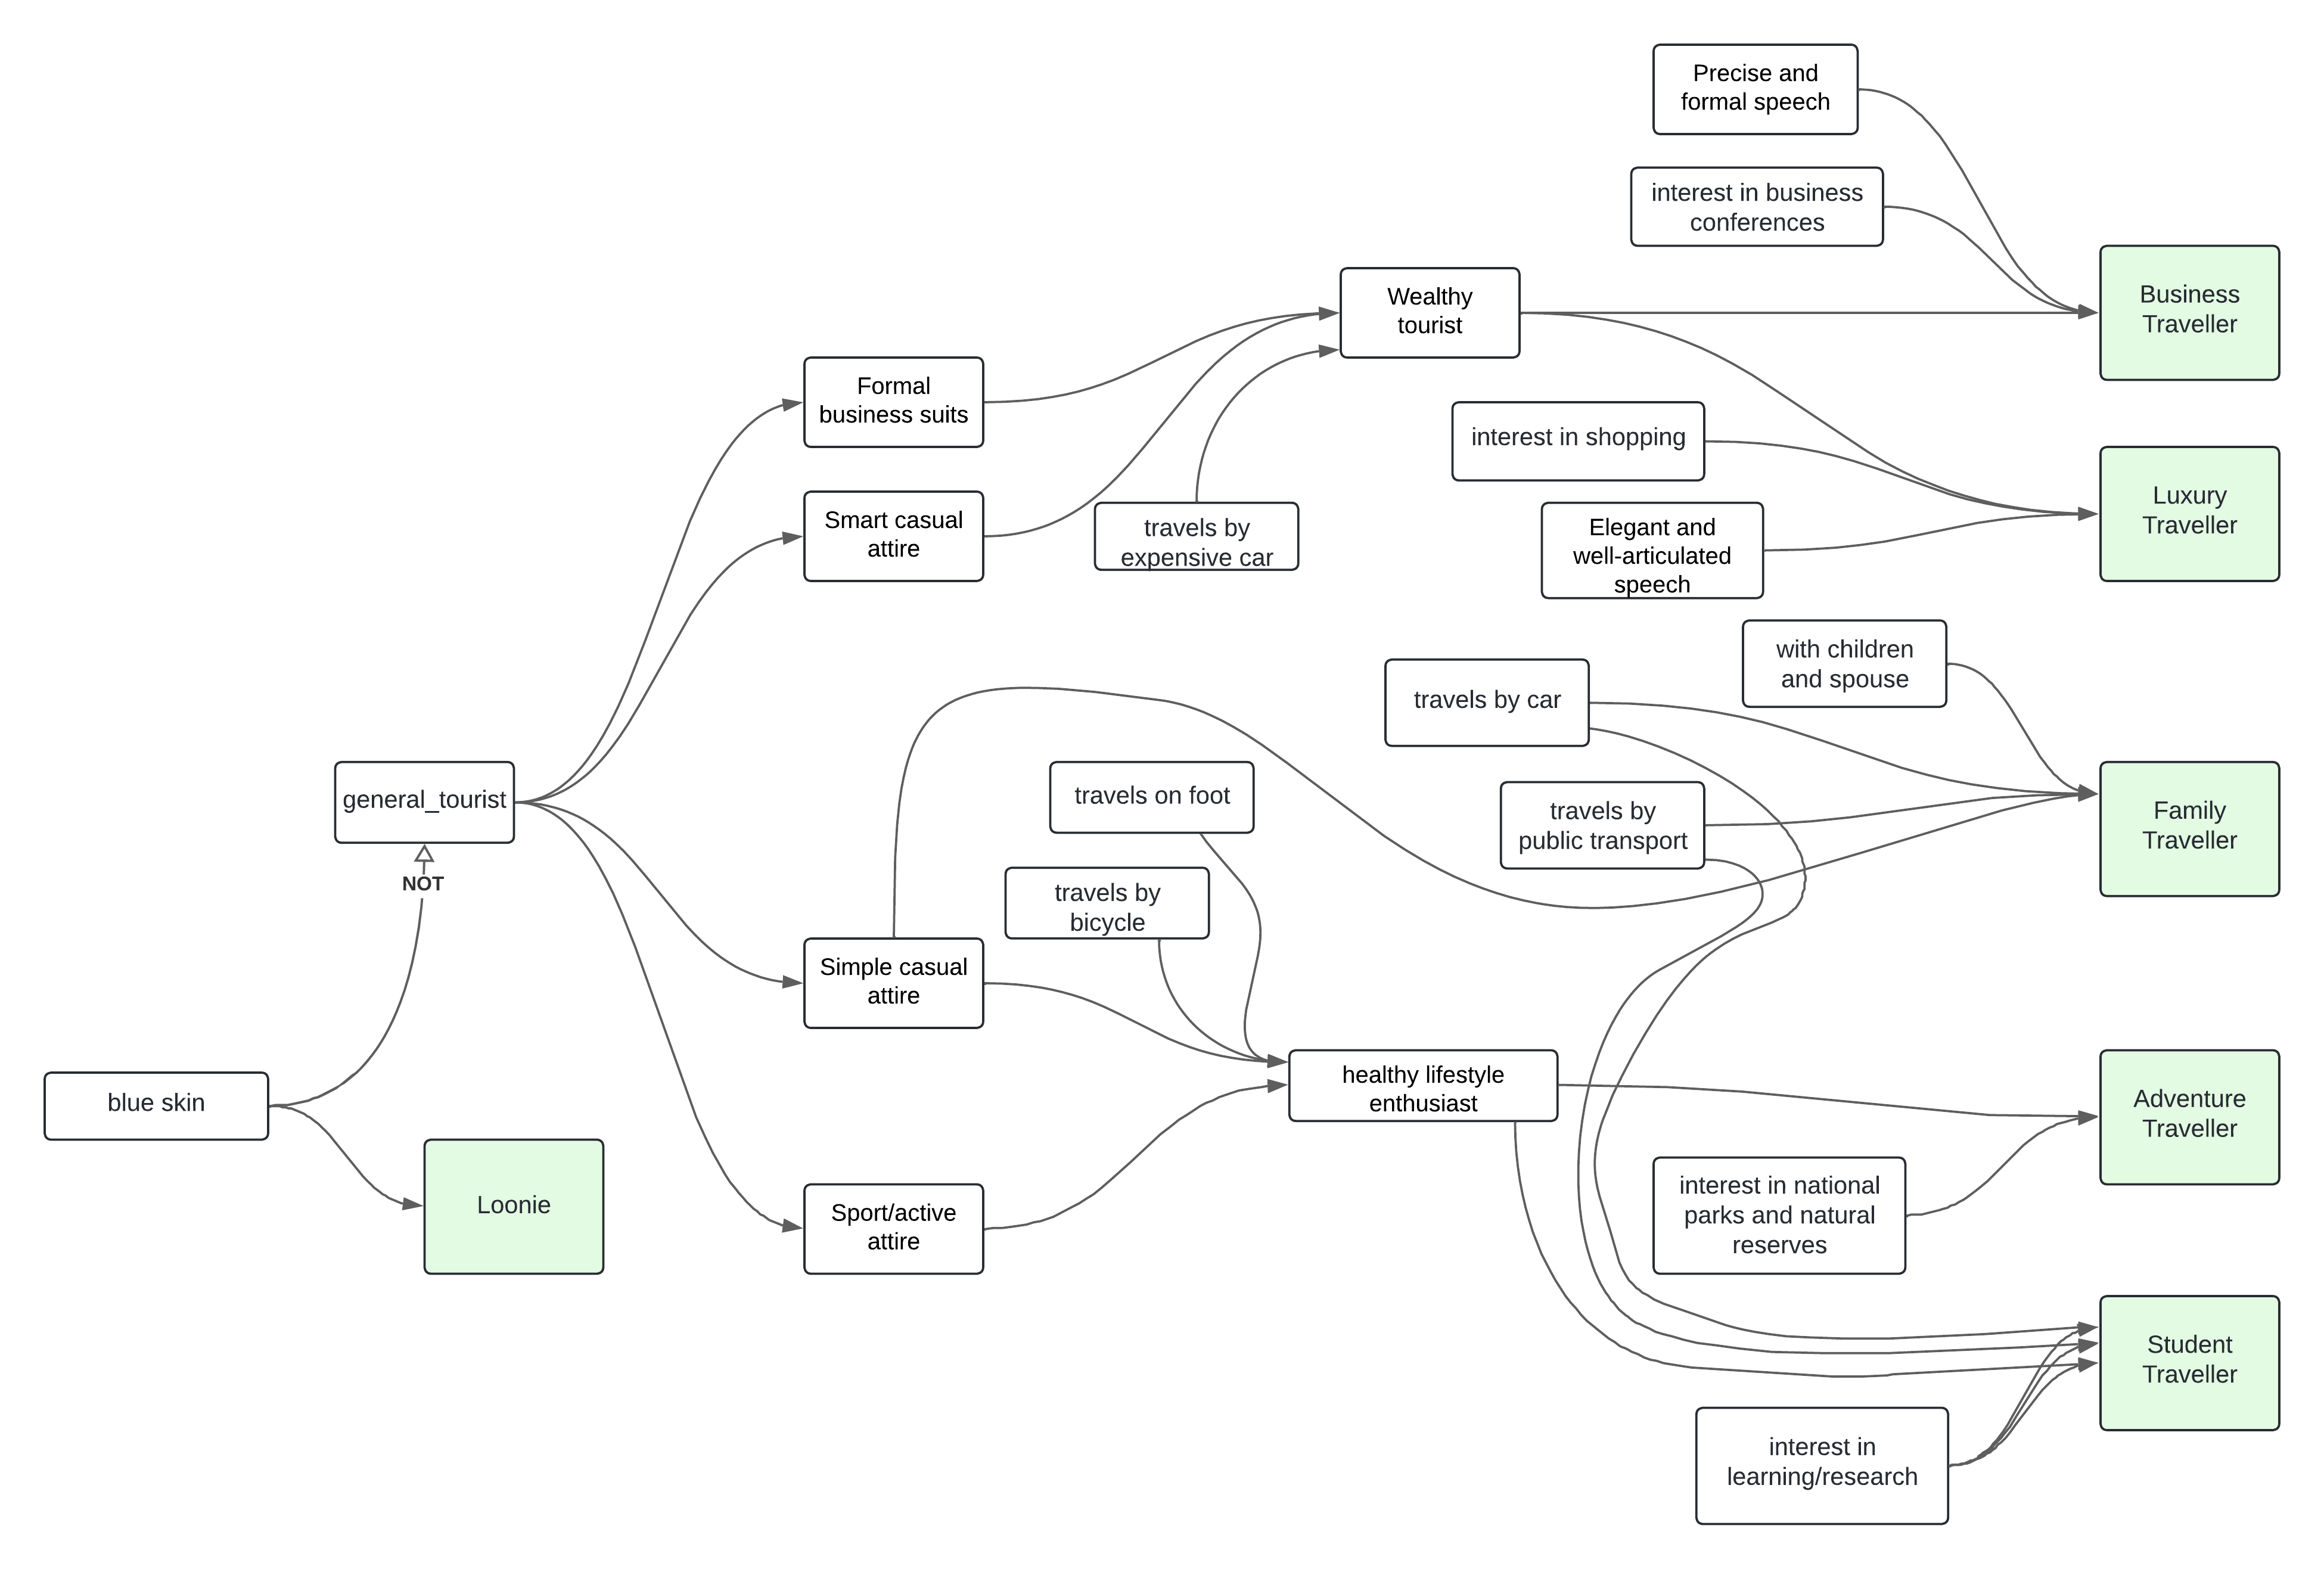 Precise and
formal speech
interest in business
conferences
Business
Traveller
Wealthy
tourist
Formal
business suits
interest in shopping
Luxury
Traveller
Smart casual
attire
travels by
expensive car
Elegant and
well-articulated
speech
with children
and spouse
travels by car
general_tourist
travels on foot
travels by
public transport
Family
Traveller
NOT
travels by
bicycle
Simple casual
attire
blue skin
healthy lifestyle
enthusiast
Adventure
Traveller
Loonie
Sport/active
attire
interest in national
parks and natural
reserves
Student
Traveller
interest in
learning/research